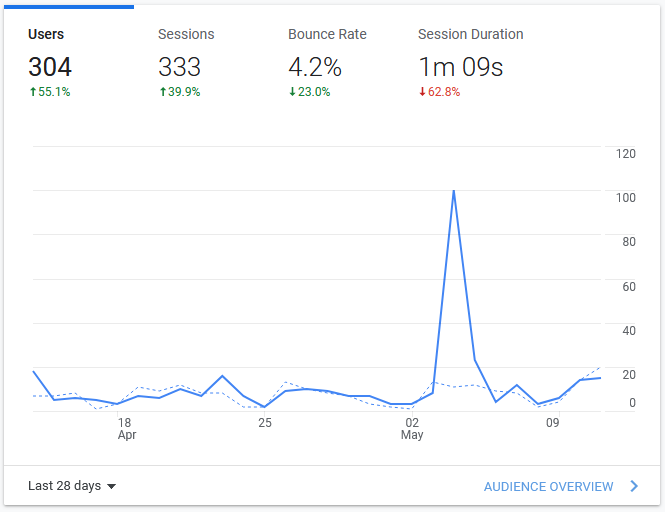 Users Sessions Bounce Rate Session Duration
304 333 4.2% 1m 09s
↑55.1% ↑39.9% ↓23.0% ↓62.8%
120
100
80
60
40
20
0
18 25 02 09
Apr May
Last 28 days AUDIENCE OVERVIEW